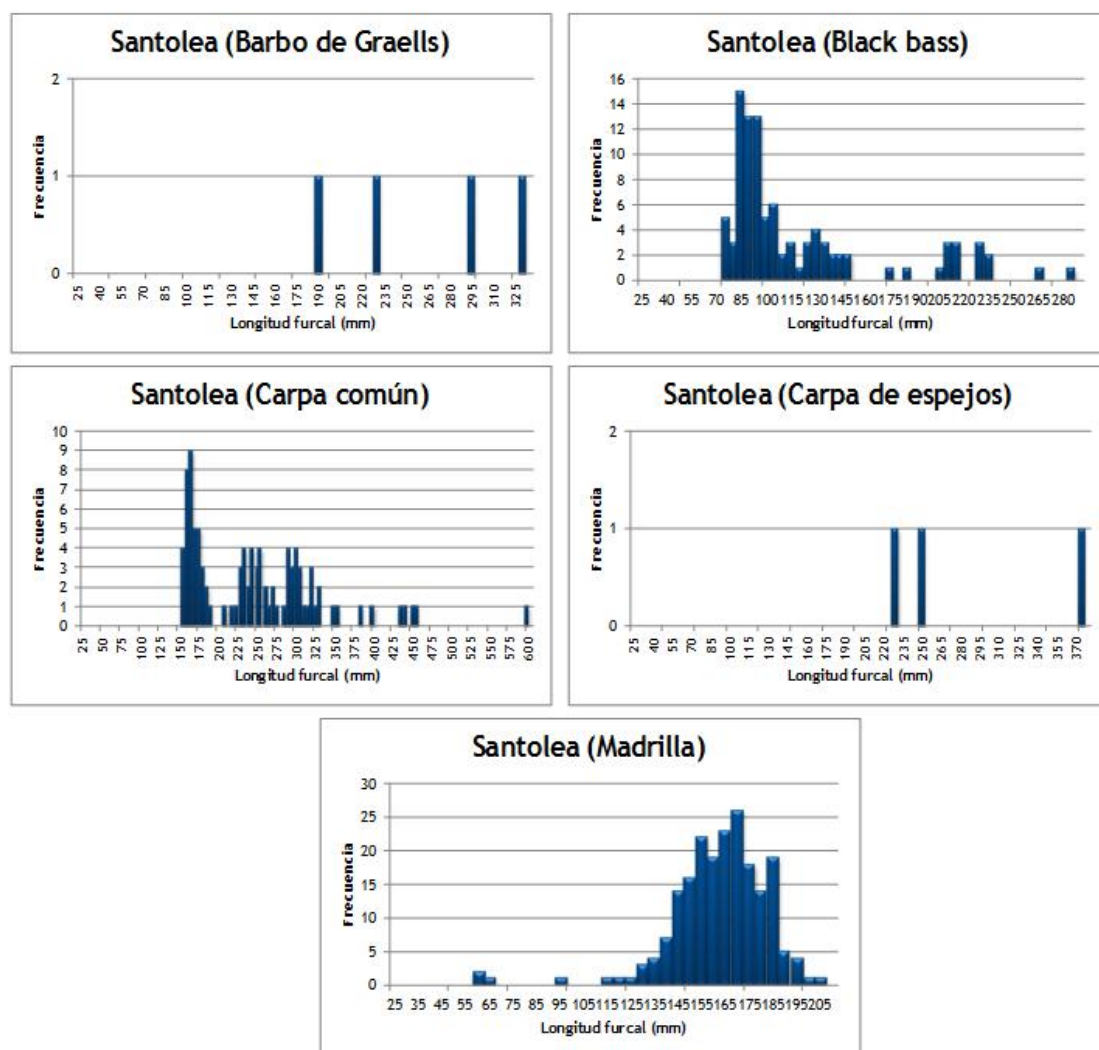 Santolea (Barbo de Graells)
2
1
0
Frecuencia
25 40 55 70 85 100 115 130 145 160 175 190 205 220 235 250 265 280 295 310 325
Longitud furcal (mm)
Santolea (Black bass)
16
14
12
10
8
6
4
2
0
Frecuencia
25 40 55 70 85 100 115 130 145 160 175 190 205 220 235 250 265 280
Longitud furcal (mm)
Santolea (Carpa común)
10
9
8
7
6
5
4
3
2
1
0
Frecuencia
25 50 75 100 125 150 175 200 225 250 275 300 325 350 375 400 425 450 475 500 525 550 575 600
Longitud furcal (mm)
Santolea (Carpa de espejos)
2
1
0
Frecuencia
25 40 55 70 85 100 115 130 145 160 175 190 205 220 235 250 265 280 295 310 325 340 355 370
Longitud furcal (mm)
Santolea (Madrilla)
30
25
20
15
10
5
0
Frecuencia
25 35 45 55 65 75 85 95 105 115 125 135 145 155 165 175 185 195 205
Longitud furcal (mm)